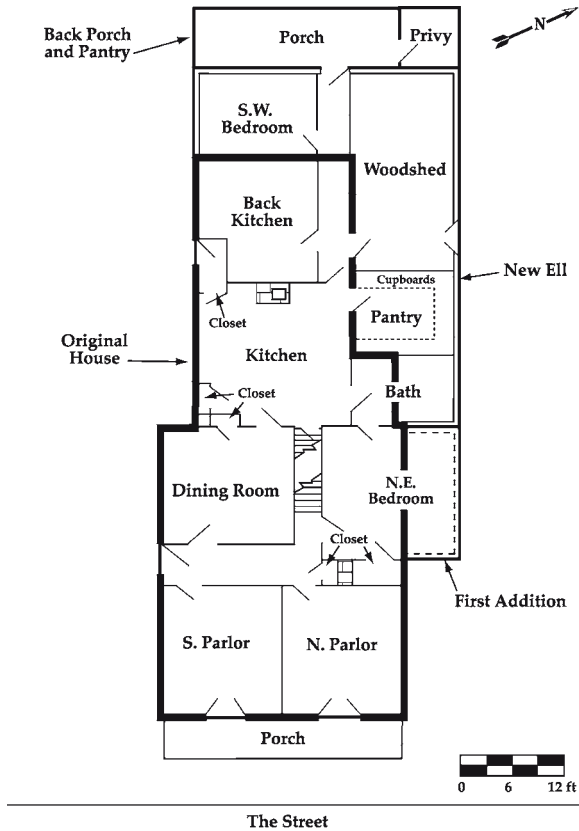 Back Porch
and Pantry
Porch
Privy
N
S.W.
Bedroom
Woodshed
Back
Kitchen
New Ell
Cupboards
Pantry
Closet
Original
House
Kitchen
Closet
Bath
Dining Room
N.E.
Bedroom
Closet
First Addition
S. Parlor
N. Parlor
Porch
0 6 12 ft
The Street